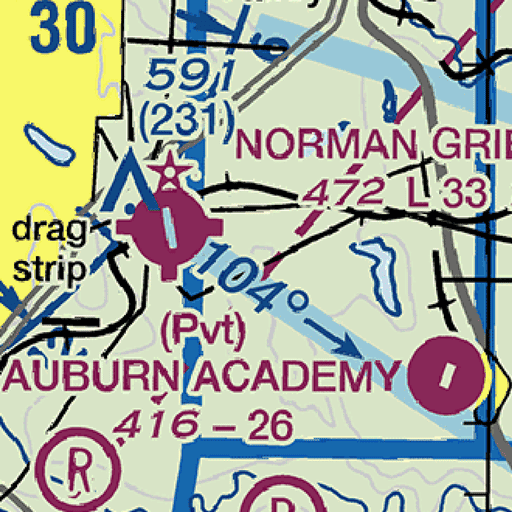 30
591
(231)
NORMAN GRIE
472 L 33
drag
strip
104°
(Pvt)
AUBURN ACADEMY
416 – 26
R
R